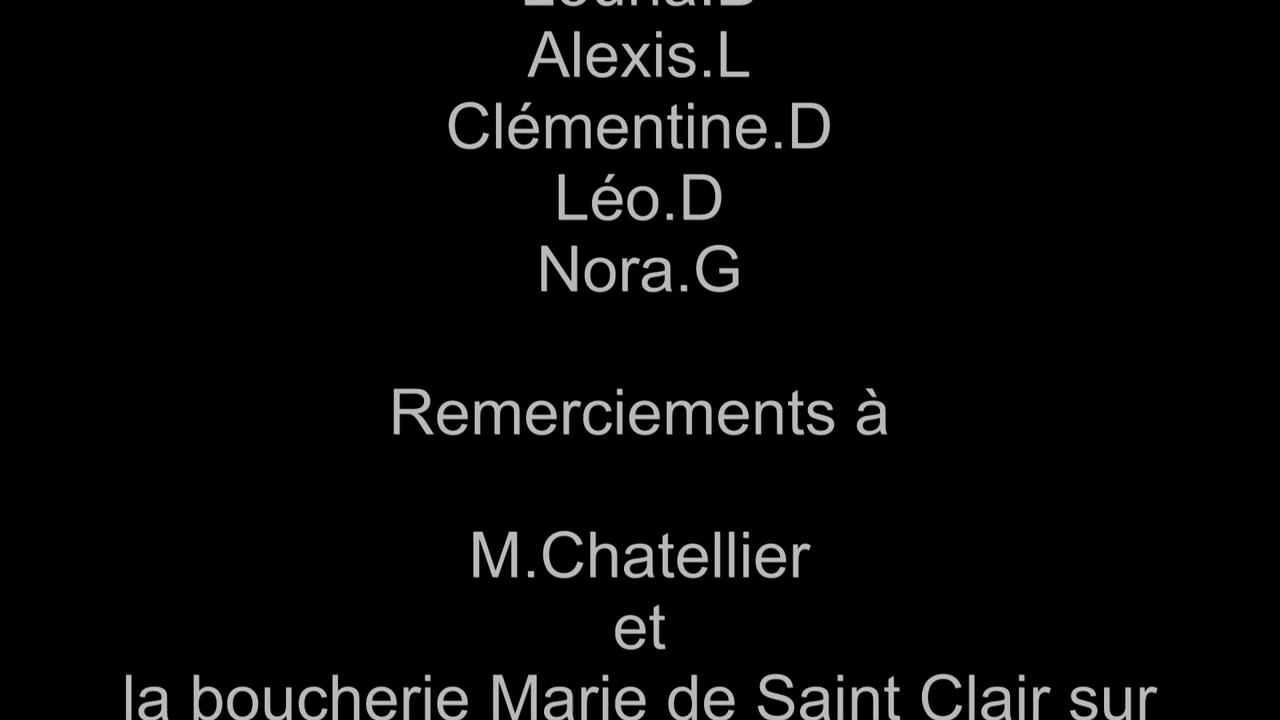 Alexis.L
Clémentine.D
Léo.D
Nora.G
Remerciements à
M.Chatellier
et
la boucherie Marie de Saint Clair sur